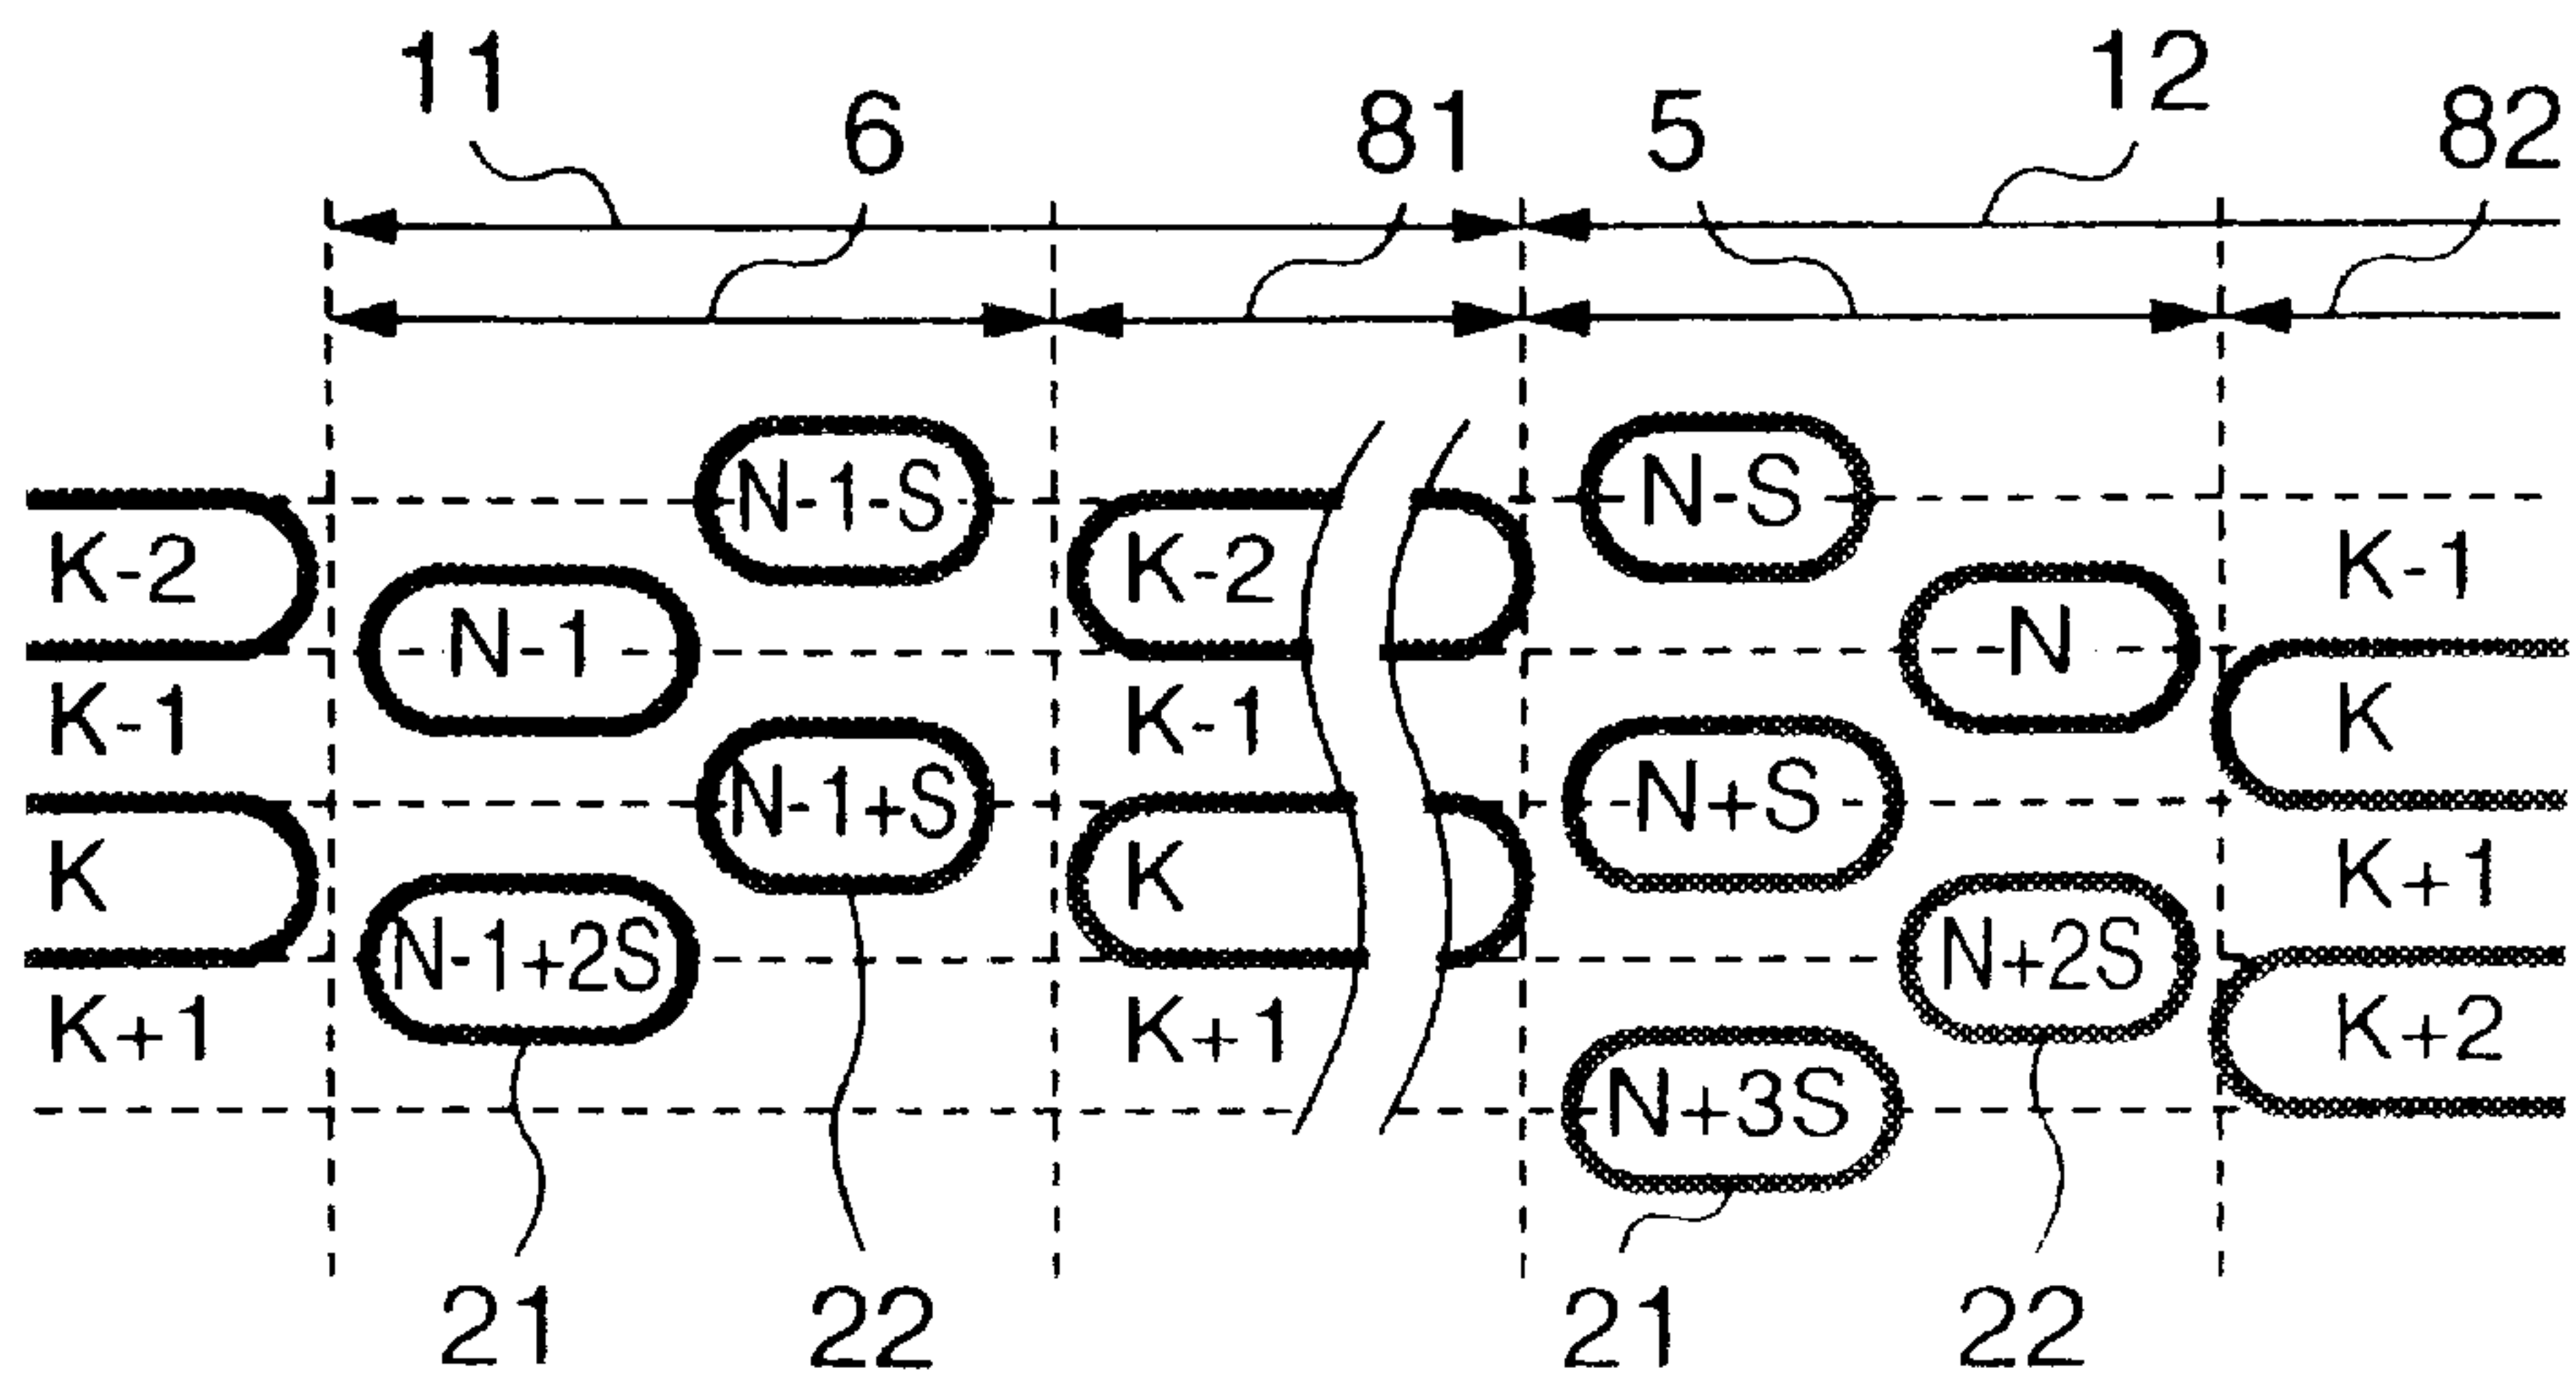 11 12
6 81 5 82
N-1-S N-S
K-2 K-2 K-1
N-1 N
K-1 K-1 K
N-1+S N+S
K K K+1
N-1+2S N+2S
K+1 K+1 K+2
N+3S
21 22 21 22